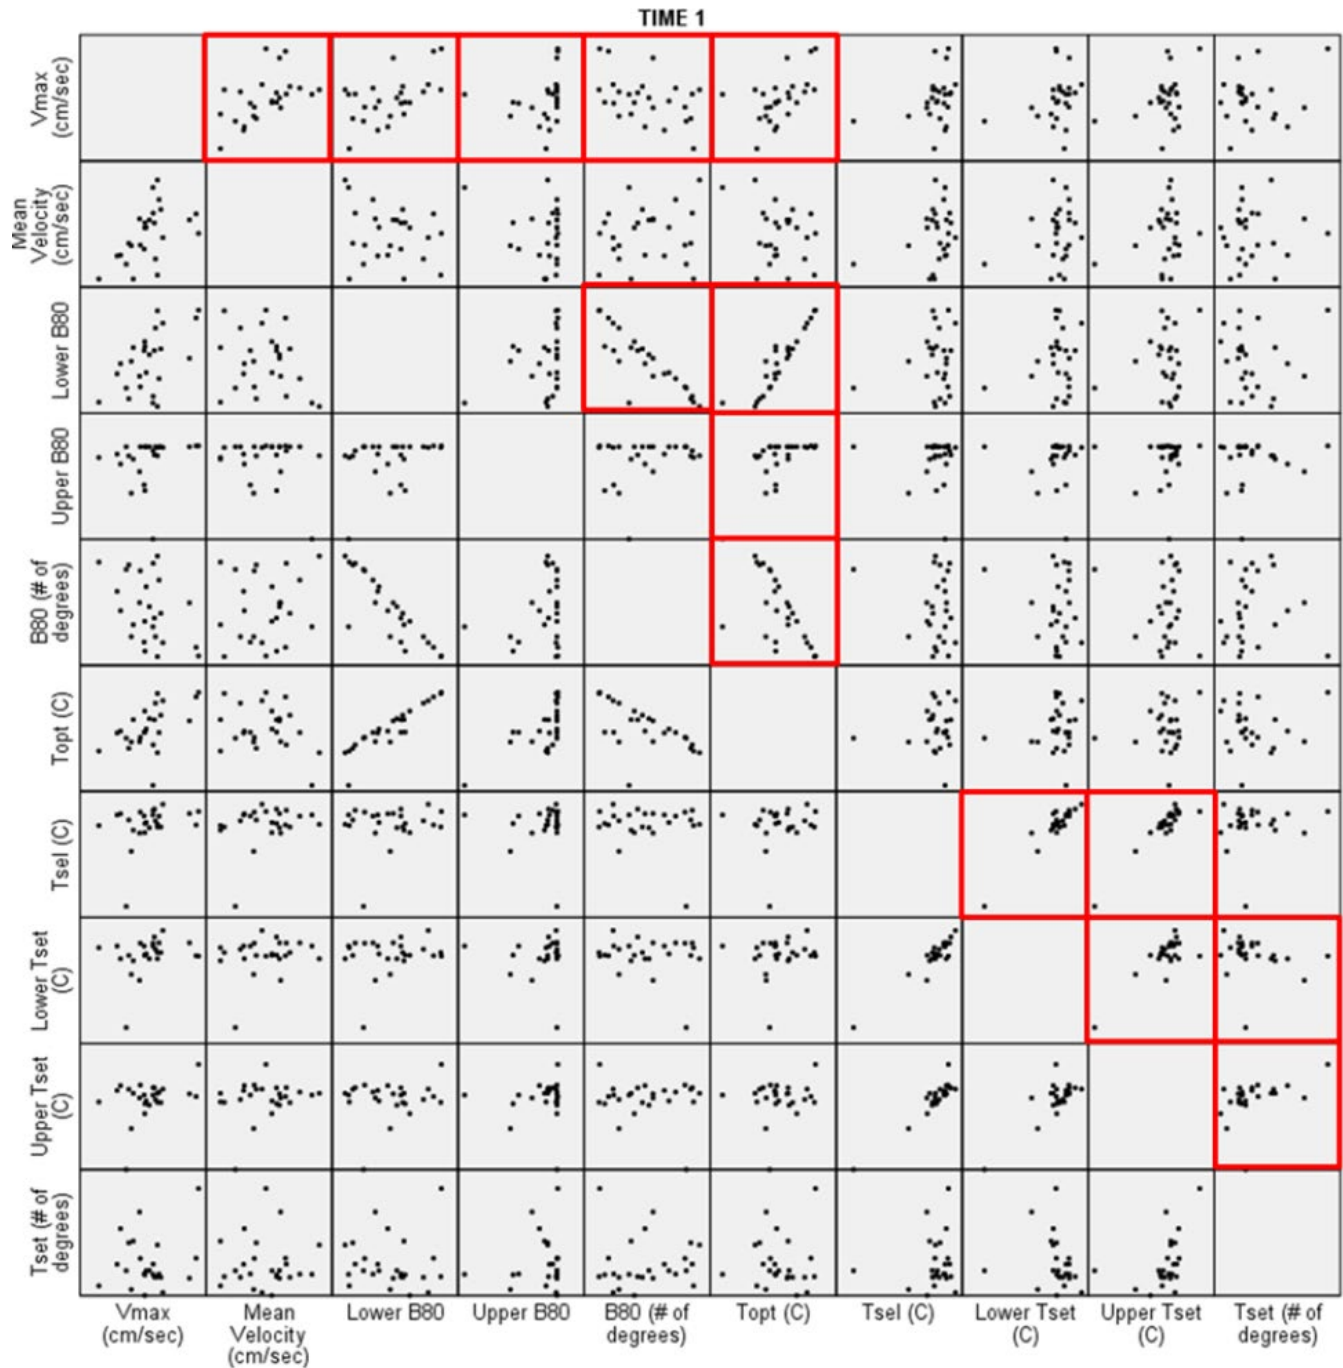 TIME 1
Vmax
(cm/sec)
Mean
Velocity
(cm/sec)
Lower B80
Upper B80
B80 (# of
degrees)
Topt (C)
Tsel (C)
Lower Tset
(C)
Upper Tset
(C)
Tset (# of
degrees)
Vmax
(cm/sec)
Mean
Velocity
(cm/sec)
Lower B80
Upper B80
B80 (# of
degrees)
Topt (C)
Tsel (C)
Lower Tset
(C)
Upper Tset
(C)
Tset (# of
degrees)